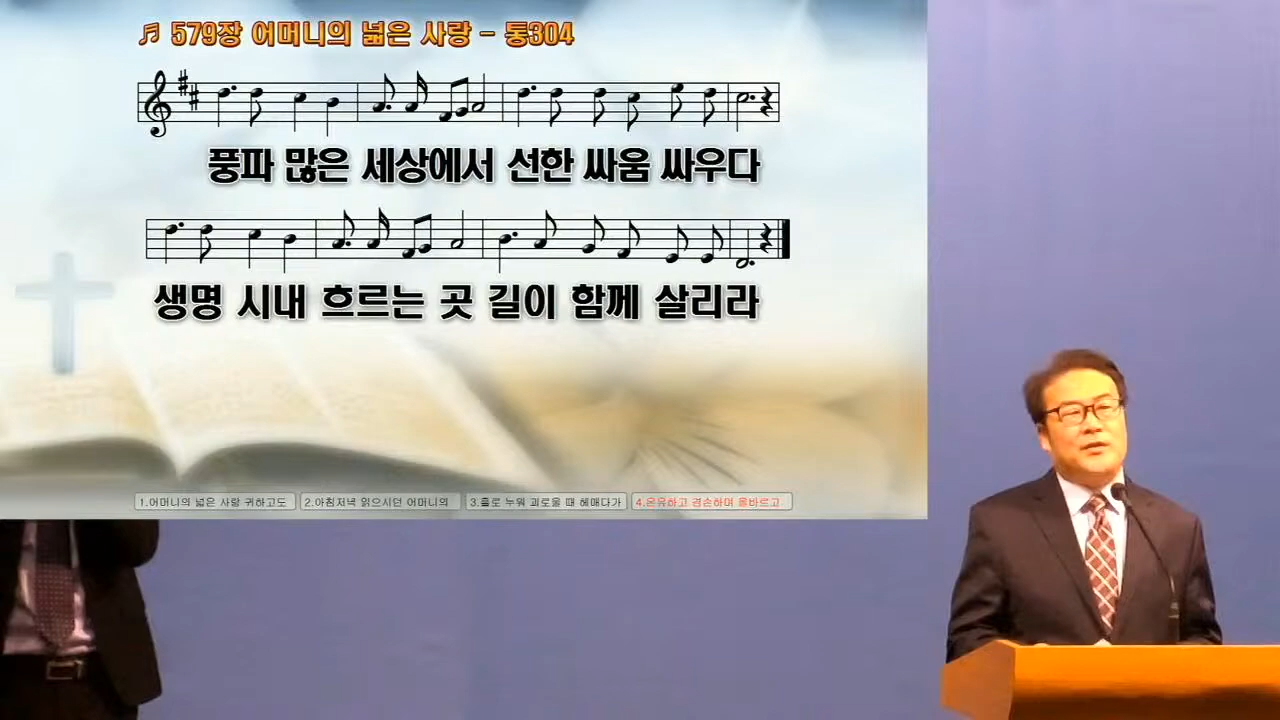 ♬ 579장 어머니의 넓은 사랑 – 통304
풍파 많은 세상에서 선한 싸움 싸우다
생명 시내 흐르는 곳 길이 함께 살리라
1.어머니의 넓은 사랑 귀하고도
2.아침저녁 읽으시던 어머니의
3.홀로 누워 괴로울 때 헤매다가
4.온유하고 겸손하며 올바르고